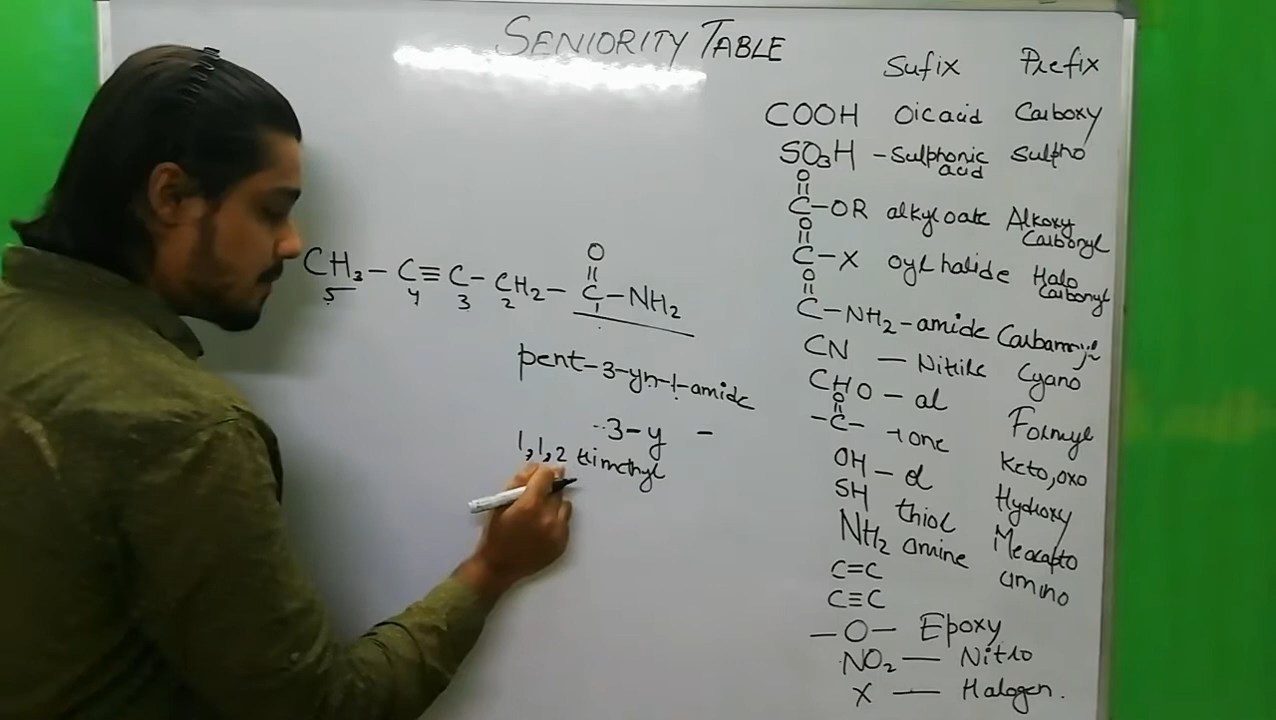 SENIORITY TABLE
Sufix Prefix
COOH Oic acid Carboxy
SO₃H - Sulphonic acid Sulpho
O
||
C-OR alkyloate Alkoxy Carbonyl
O
||
C-X oyl halide Halo Carbonyl
O
||
C-NH₂ -amide Carbamoyl
CN - Nitrile Cyano
CHO - al Formyl
O
||
-C- - one Keto, oxo
OH - ol Hydroxy
SH thiol Mercapto
NH₂ amine amino
C=C
C≡C
-O- Epoxy
NO₂ - Nitro
X - Halogen.
O
||
CH₃-C≡C-CH₂-C-NH₂
5 4 3 2 1
pent-3-yn-1-amide
-3-y -
1,1,2 trimethyl